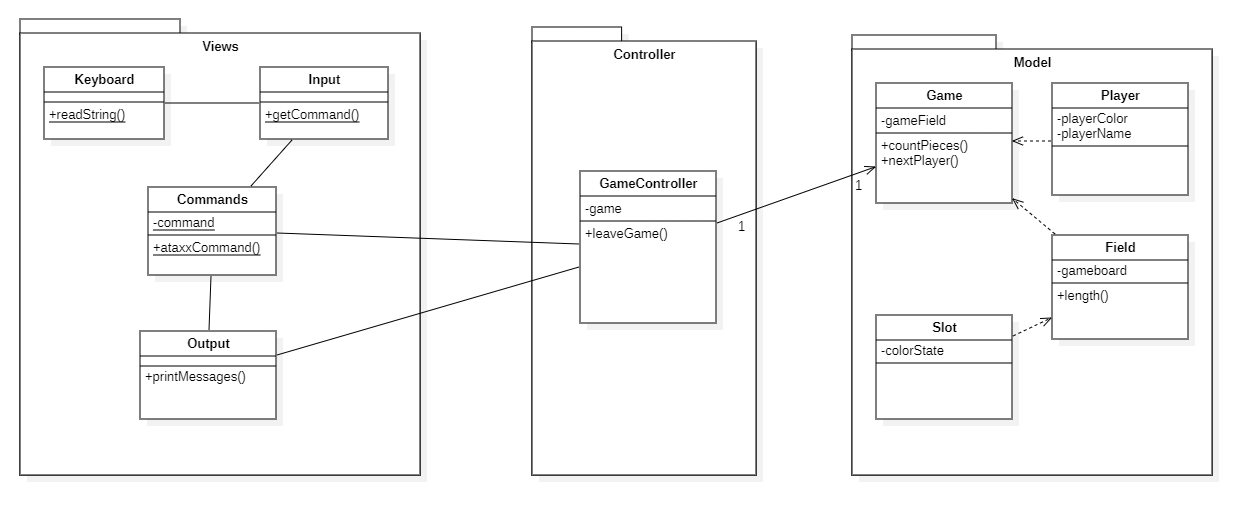 Views
Keyboard
+readString()
Input
+getCommand()
Commands
-command
+ataxxCommand()
Output
+printMessages()
Controller
GameController
-game
+leaveGame()
1
1
Model
Game
-gameField
+countPieces()
+nextPlayer()
Player
-playerColor
-playerName
Field
-gameboard
+length()
Slot
-colorState